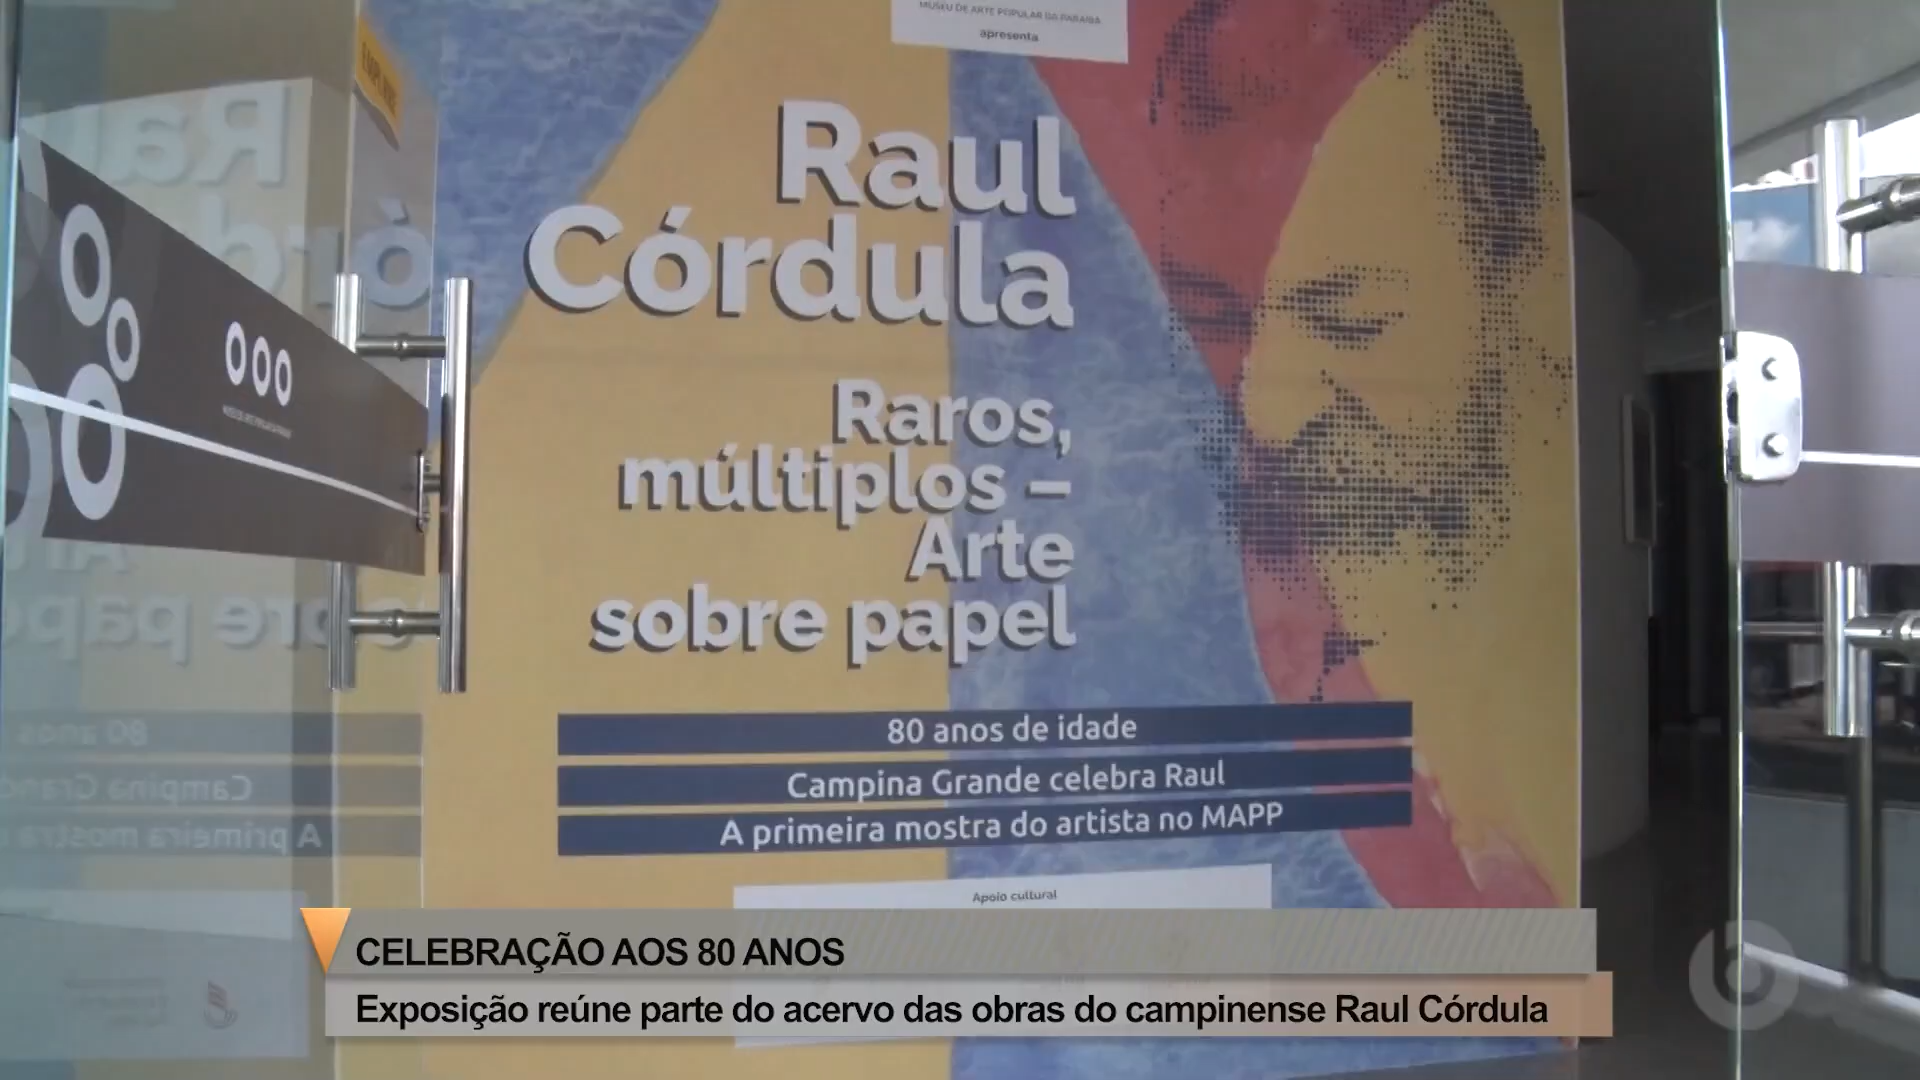 MUSEU DE ARTE POPULAR DA PARAÍBA
apresenta
Raul
Córdula
Raros,
múltiplos –
Arte
sobre papel
80 anos de idade
Campina Grande celebra Raul
A primeira mostra do artista no MAPP
Apoio cultural
CELEBRAÇÃO AOS 80 ANOS
Exposição reúne parte do acervo das obras do campinense Raul Córdula